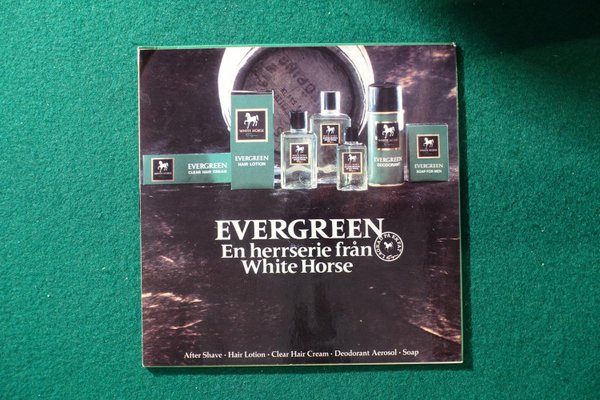 WHITE HORSE
EVERGREEN
CLEAR HAIR CREAM
WHITE HORSE
EVERGREEN
HAIR LOTION
EVERGREEN
DEODORANT
EVERGREEN
SOAP FOR MEN
EVERGREEN
En herrserie från
White Horse
After Shave · Hair Lotion · Clear Hair Cream · Deodorant Aerosol · Soap